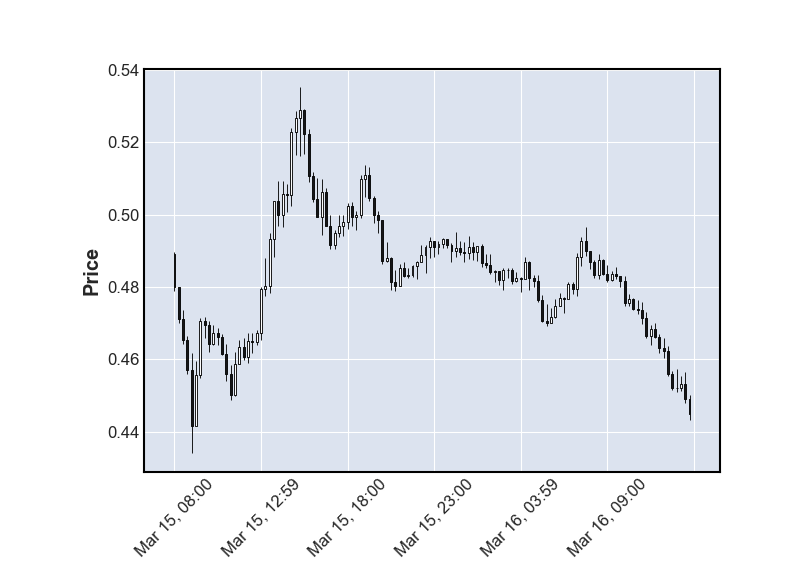 0.54
0.52
0.50
0.48
0.46
0.44
Price
Mar 15, 08:00
Mar 15, 12:59
Mar 15, 18:00
Mar 15, 23:00
Mar 16, 03:59
Mar 16, 09:00